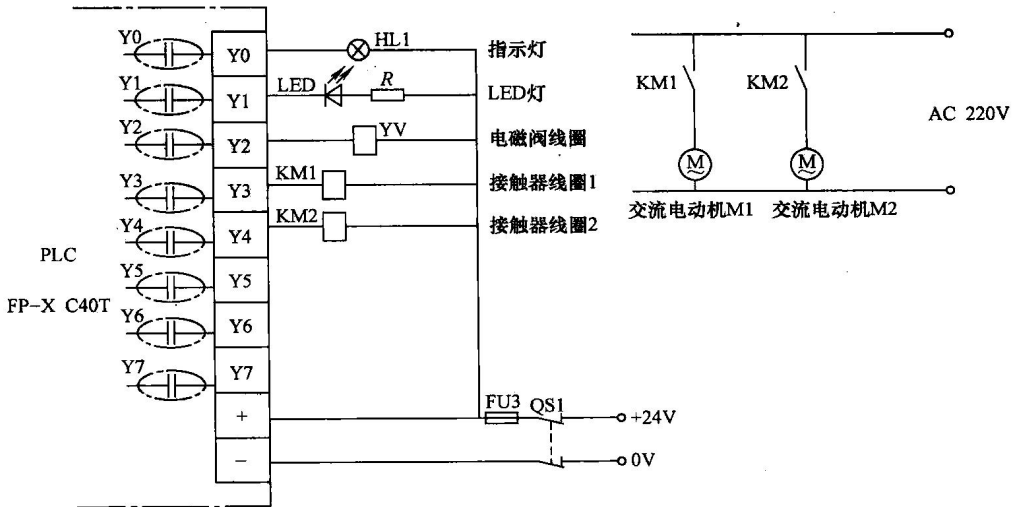 Y0
Y0
HL1
指示灯
Y1
Y1
LED
R
LED灯
Y2
Y2
YV
电磁阀线圈
Y3
Y3
KM1
接触器线圈1
Y4
Y4
KM2
接触器线圈2
Y5
Y5
Y6
Y6
Y7
Y7
PLC
FP-X C40T
+
-
FU3
QS1
+24V
0V
KM1
KM2
AC 220V
M
~
M
~
交流电动机M1
交流电动机M2